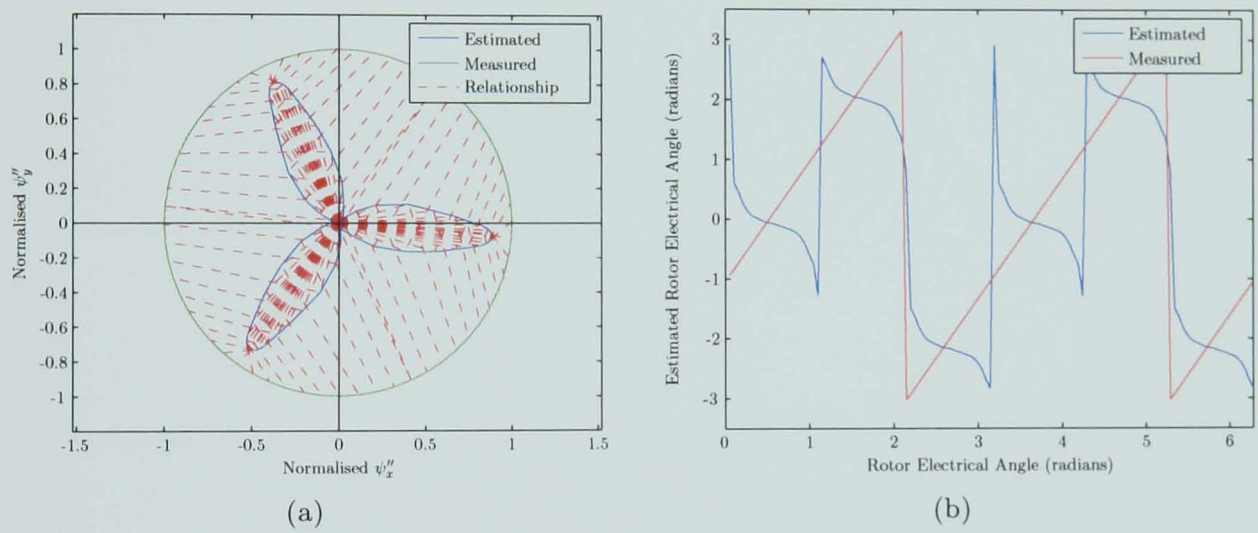 Estimated
Measured
Relationship
1
0.8
0.6
0.4
0.2
0
-0.2
-0.4
-0.6
-0.8
-1
-1.5 -1 -0.5 0 0.5 1 1.5
Normalised ψ″y
Normalised ψ″x
(a)
Estimated
Measured
3
2
1
0
-1
-2
-3
0 1 2 3 4 5 6
Estimated Rotor Electrical Angle (radians)
Rotor Electrical Angle (radians)
(b)